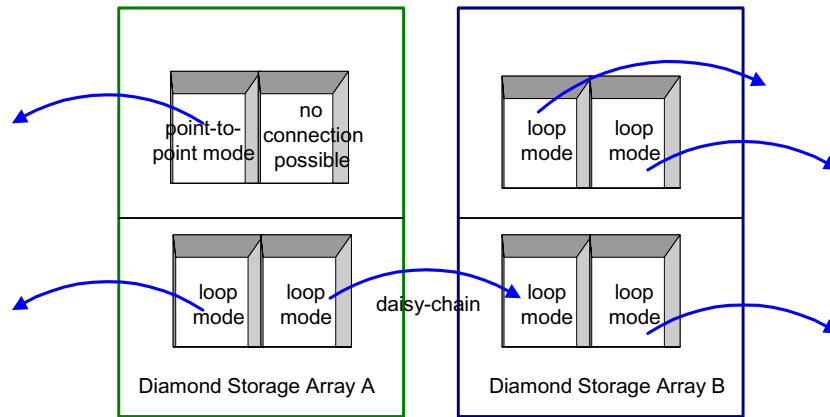 point-to-
point mode
no
connection
possible
loop
mode
loop
mode
loop
mode
loop
mode
daisy-chain
loop
mode
loop
mode
Diamond Storage Array A
Diamond Storage Array B